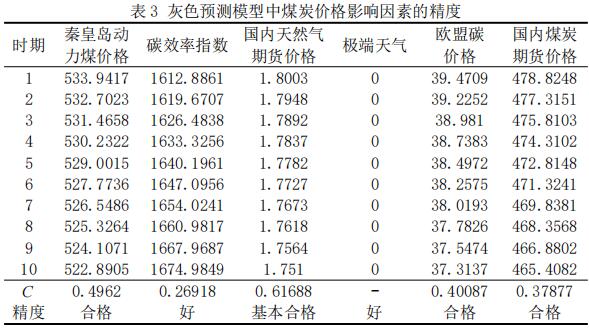 表3 灰色预测模型中煤炭价格影响因素的精度
时期 秦皇岛动力煤价格 碳效率指数 国内天然气期货价格 极端天气 欧盟碳价格 国内煤炭期货价格
1 533.9417 1612.8861 1.8003 0 39.4709 478.8248
2 532.7023 1619.6707 1.7948 0 39.2252 477.3151
3 531.4658 1626.4838 1.7892 0 38.981 475.8103
4 530.2322 1633.3256 1.7837 0 38.7383 474.3102
5 529.0015 1640.1961 1.7782 0 38.4972 472.8148
6 527.7736 1647.0956 1.7727 0 38.2575 471.3241
7 526.5486 1654.0241 1.7673 0 38.0193 469.8381
8 525.3264 1660.9817 1.7618 0 37.7826 468.3568
9 524.1071 1667.9687 1.7564 0 37.5474 466.8802
10 522.8905 1674.9849 1.751 0 37.3137 465.4082
C 0.4962 0.26918 0.61688 - 0.40087 0.37877
精度 合格 好 基本合格 好 合格 合格